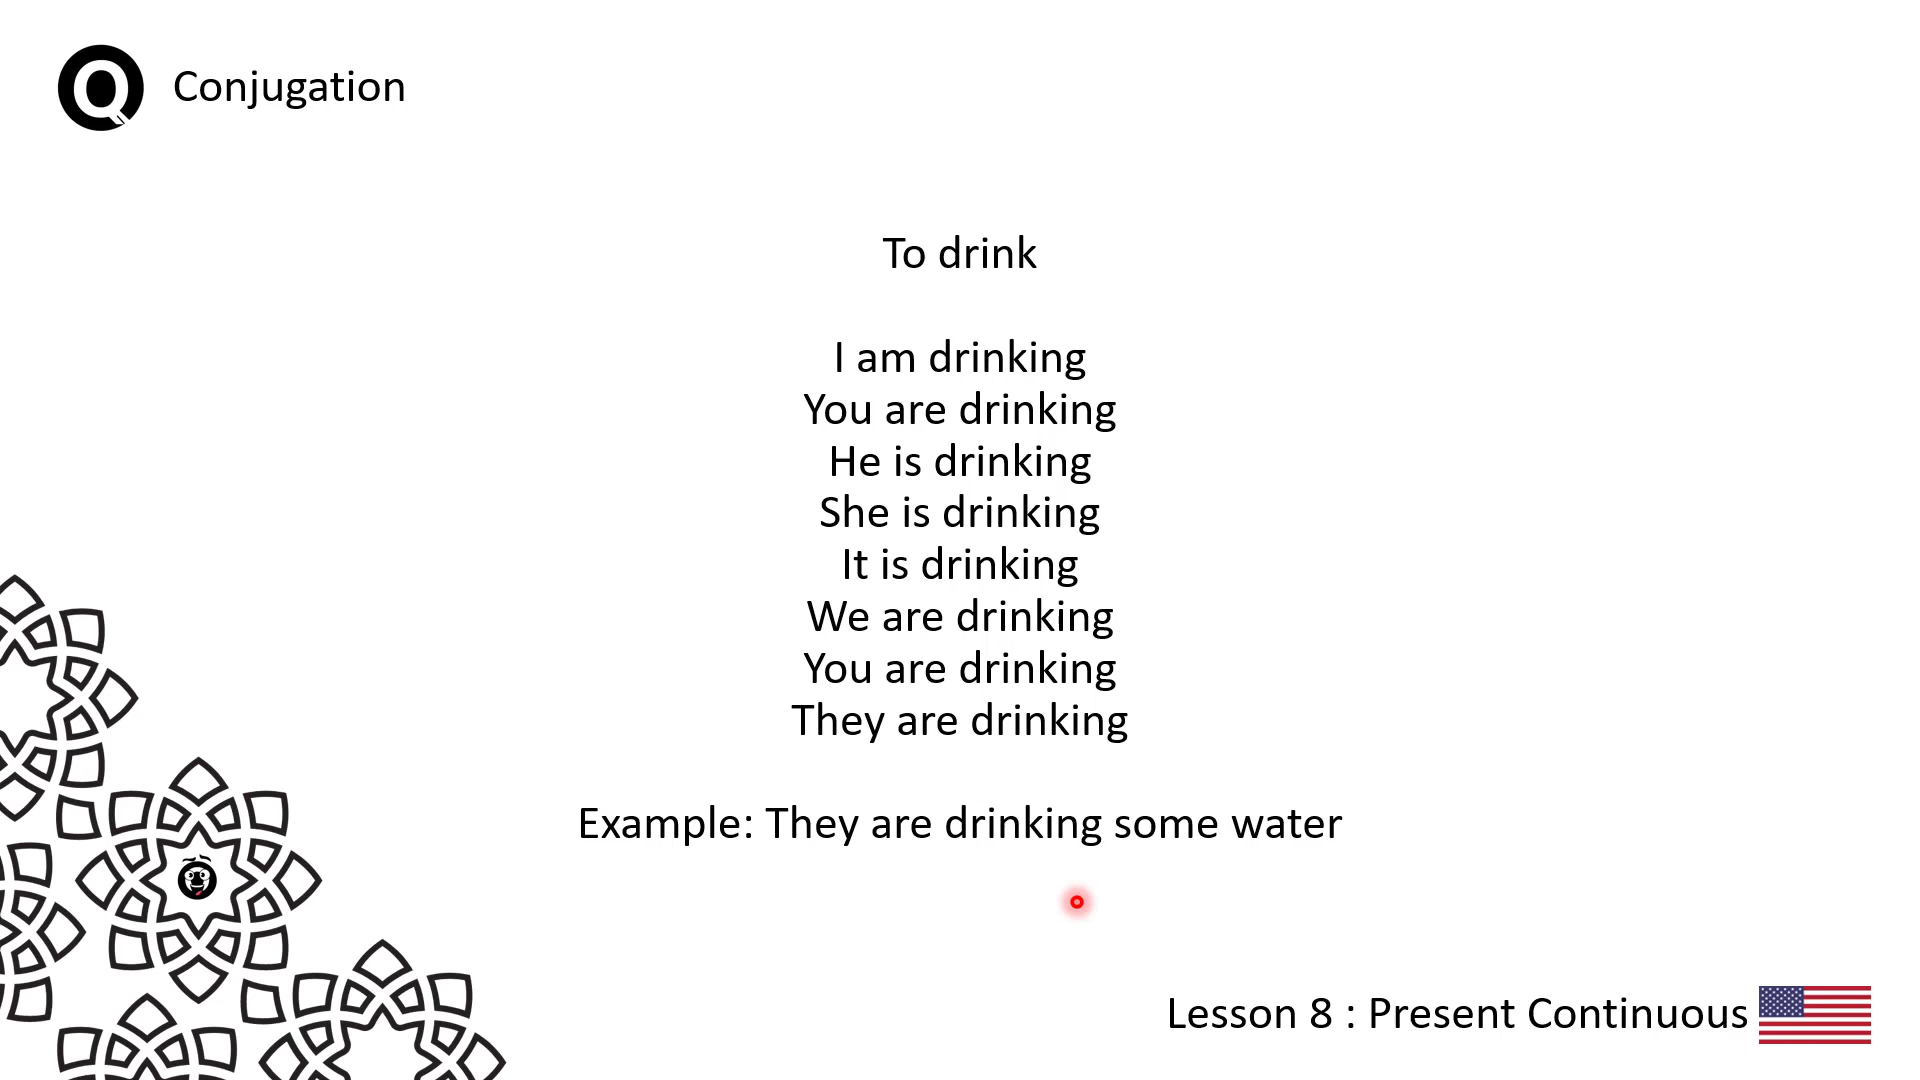 Q Conjugation
To drink
I am drinking
You are drinking
He is drinking
She is drinking
It is drinking
We are drinking
You are drinking
They are drinking
Example: They are drinking some water
Lesson 8 : Present Continuous